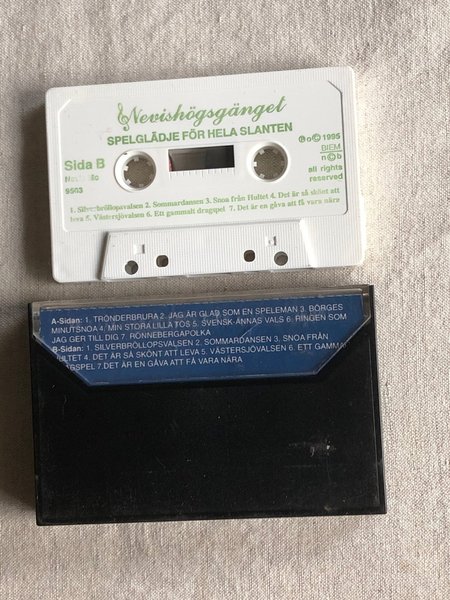 Nevishögsgänget
SPELGLÄDJE FÖR HELA SLANTEN
Sida B
9503
℗ © 1995
BIEM
n©b
all rights
reserved
1. Silverbröllopsvalsen 2. Sommardansen 3. Snoa från Hultet 4. Det är så skönt att
leva 5. Västersjövalsen 6. Ett gammalt dragspel 7. Det är en gåva att få vara nära
A-Sidan: 1. TRÖNDERBRURA 2. JAG ÄR GLAD SOM EN SPELEMAN 3. BÖRGES
MINUTSNOA 4. MIN STORA LILLA TÖS 5. SVENSK-ANNAS VALS 6. RINGEN SOM
JAG GER TILL DIG 7. RÖNNEBERGAPOLKA
B-Sidan: 1. SILVERBRÖLLOPSVALSEN 2. SOMMARDANSEN 3. SNOA FRÅN
HULTET 4. DET ÄR SÅ SKÖNT ATT LEVA 5. VÄSTERSJÖVALSEN 6. ETT GAMMALT
DRAGSPEL 7. DET ÄR EN GÅVA ATT FÅ VARA NÄRA